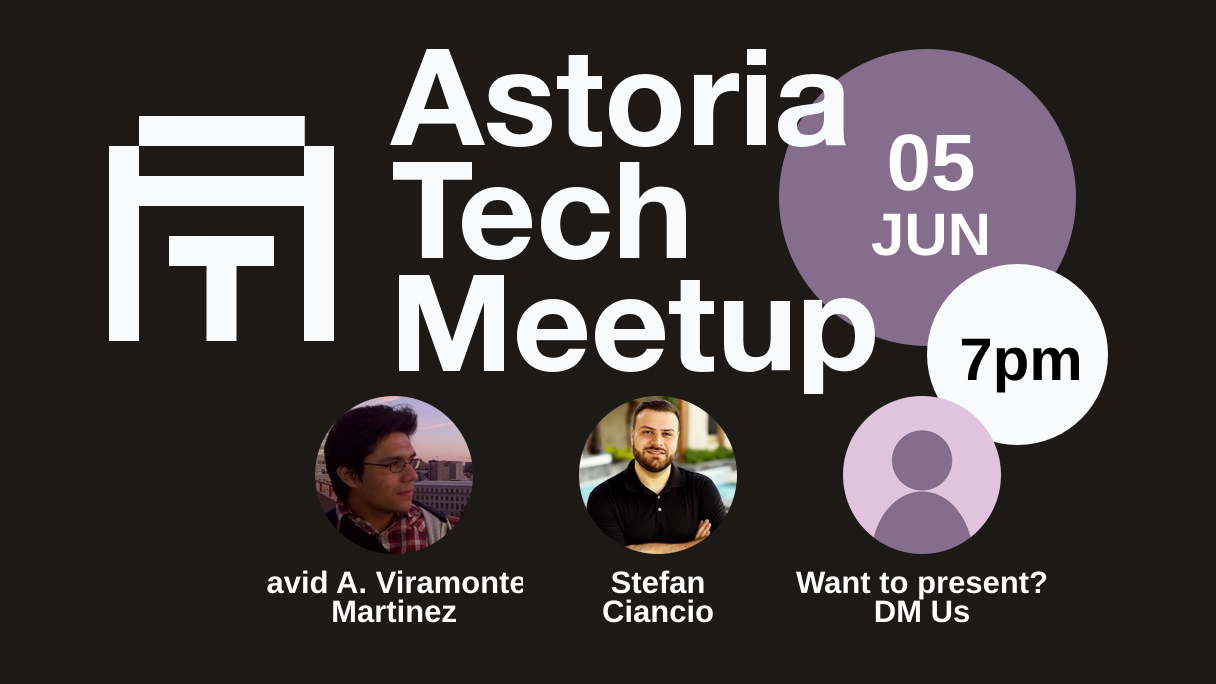 Astoria
Tech
Meetup
05
JUN
7pm
avid A. Viramonte
Martinez
Stefan
Ciancio
Want to present?
DM Us